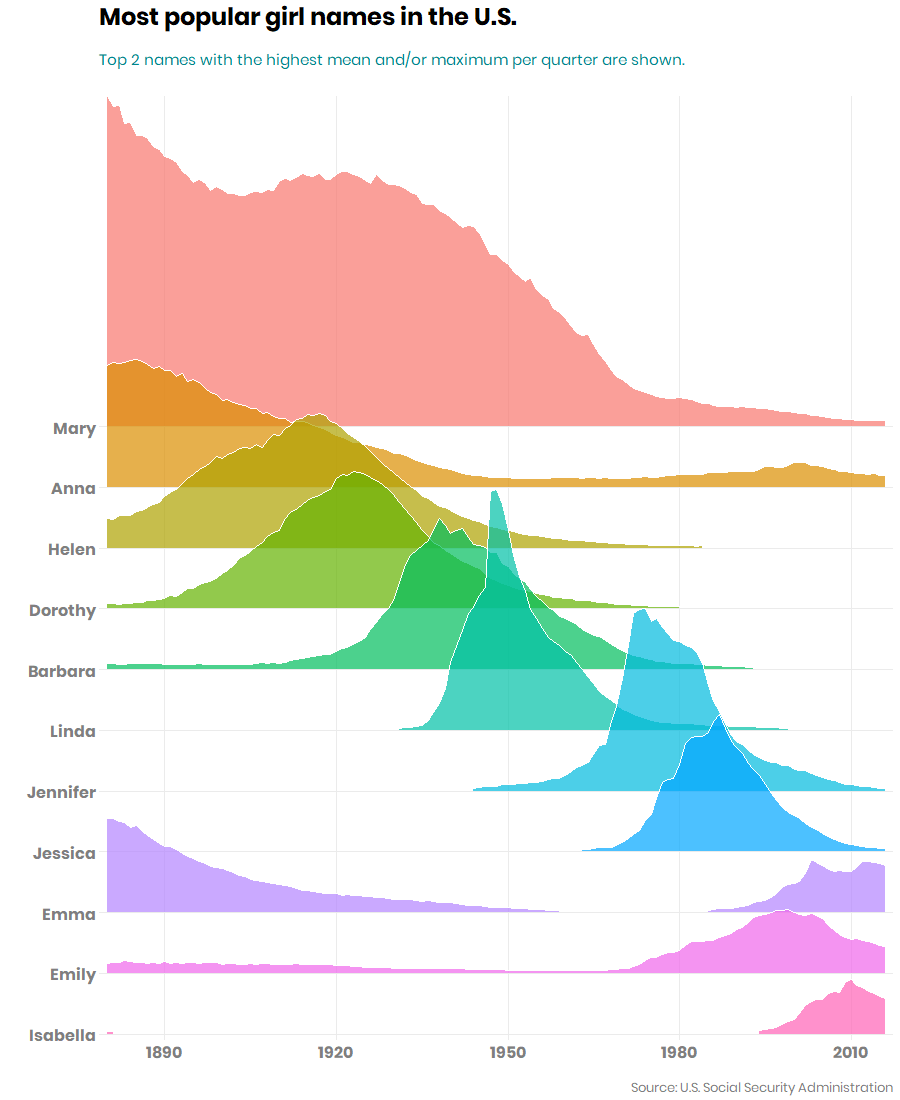 Most popular girl names in the U.S.
Top 2 names with the highest mean and/or maximum per quarter are shown.
Mary
Anna
Helen
Dorothy
Barbara
Linda
Jennifer
Jessica
Emma
Emily
Isabella
1890 1920 1950 1980 2010
Source: U.S. Social Security Administration